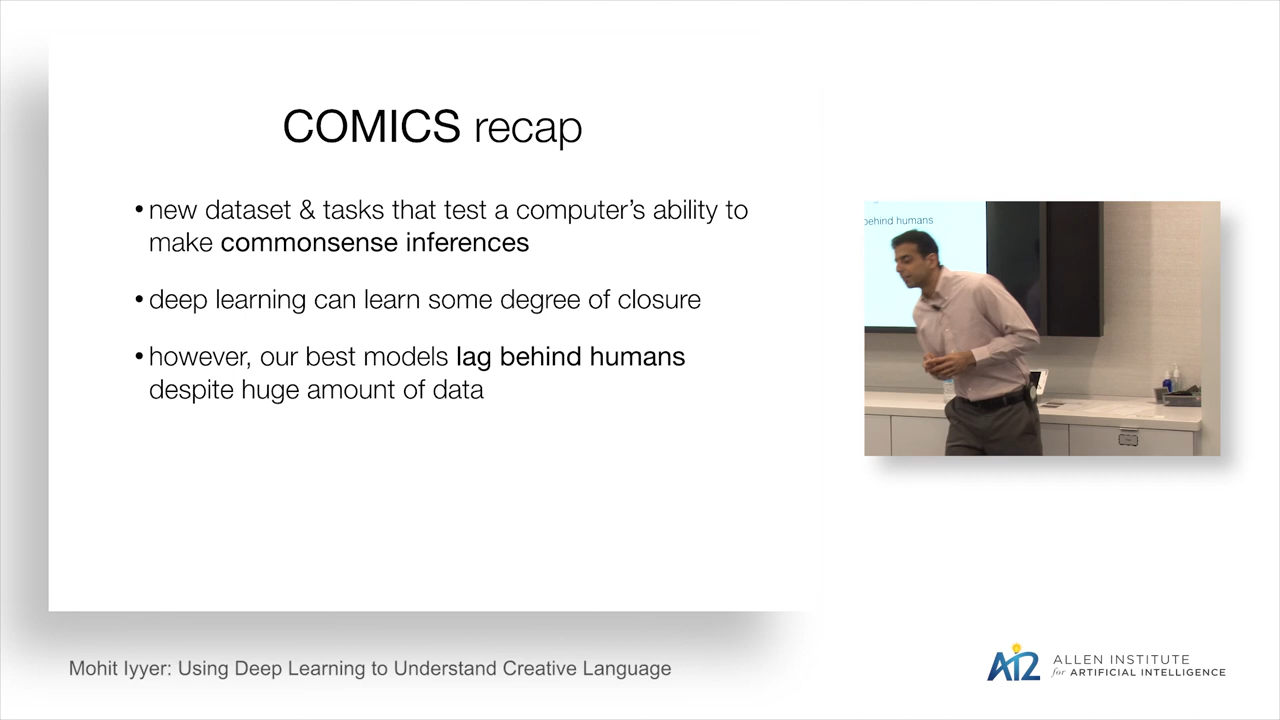 COMICS recap
• new dataset & tasks that test a computer’s ability to
make commonsense inferences
• deep learning can learn some degree of closure
• however, our best models lag behind humans
despite huge amount of data
behind humans
Mohit Iyyer: Using Deep Learning to Understand Creative Language
AI2 ALLEN INSTITUTE
for ARTIFICIAL INTELLIGENCE